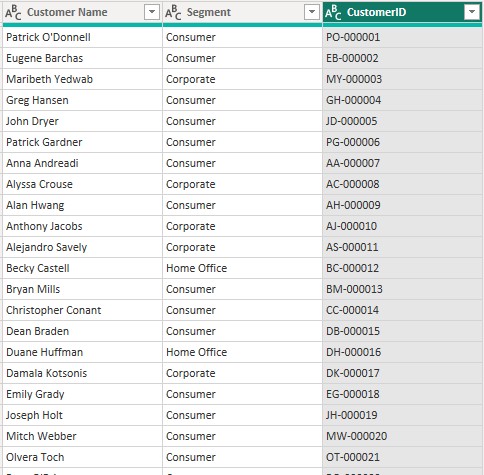 ABC Customer Name ABC Segment ABC CustomerID
Patrick O'Donnell Consumer PO-000001
Eugene Barchas Consumer EB-000002
Maribeth Yedwab Corporate MY-000003
Greg Hansen Consumer GH-000004
John Dryer Consumer JD-000005
Patrick Gardner Consumer PG-000006
Anna Andreadi Consumer AA-000007
Alyssa Crouse Corporate AC-000008
Alan Hwang Consumer AH-000009
Anthony Jacobs Corporate AJ-000010
Alejandro Savely Corporate AS-000011
Becky Castell Home Office BC-000012
Bryan Mills Consumer BM-000013
Christopher Conant Consumer CC-000014
Dean Braden Consumer DB-000015
Duane Huffman Home Office DH-000016
Damala Kotsonis Corporate DK-000017
Emily Grady Consumer EG-000018
Joseph Holt Consumer JH-000019
Mitch Webber Consumer MW-000020
Olvera Toch Consumer OT-000021